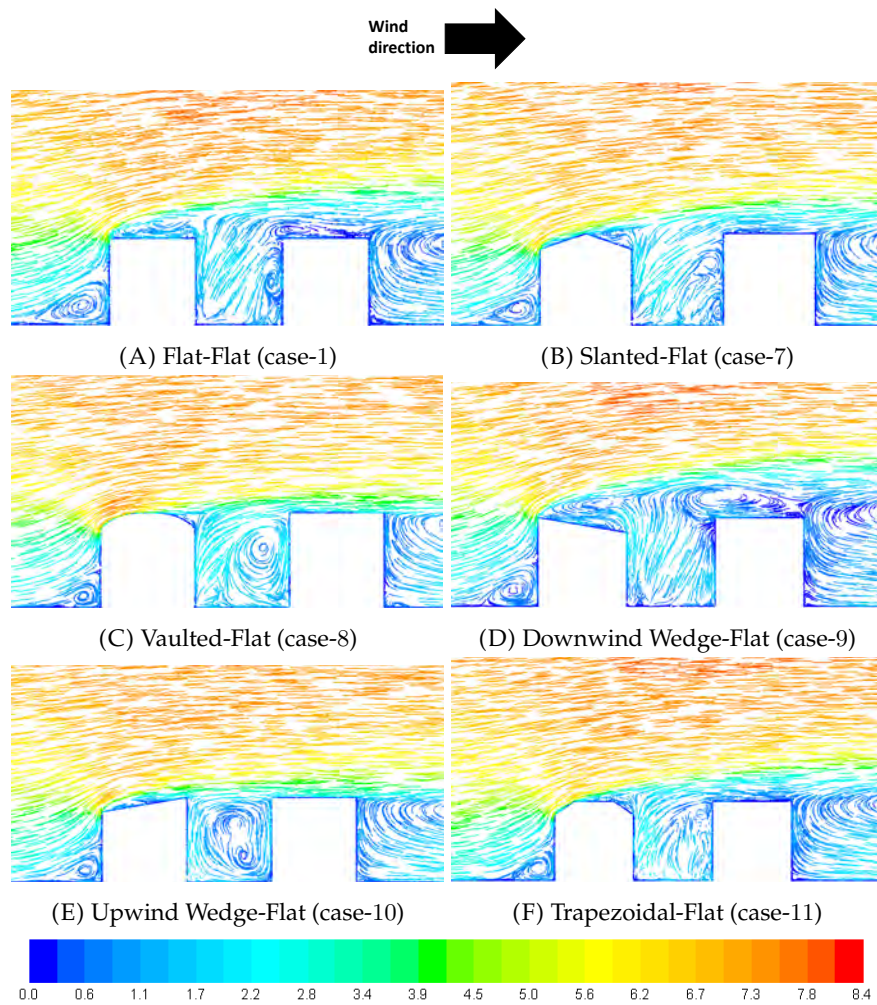 Wind
direction
(A) Flat-Flat (case-1)
(B) Slanted-Flat (case-7)
(C) Vaulted-Flat (case-8)
(D) Downwind Wedge-Flat (case-9)
(E) Upwind Wedge-Flat (case-10)
(F) Trapezoidal-Flat (case-11)
0.0 0.6 1.1 1.7 2.2 2.8 3.4 3.9 4.5 5.0 5.6 6.2 6.7 7.3 7.8 8.4